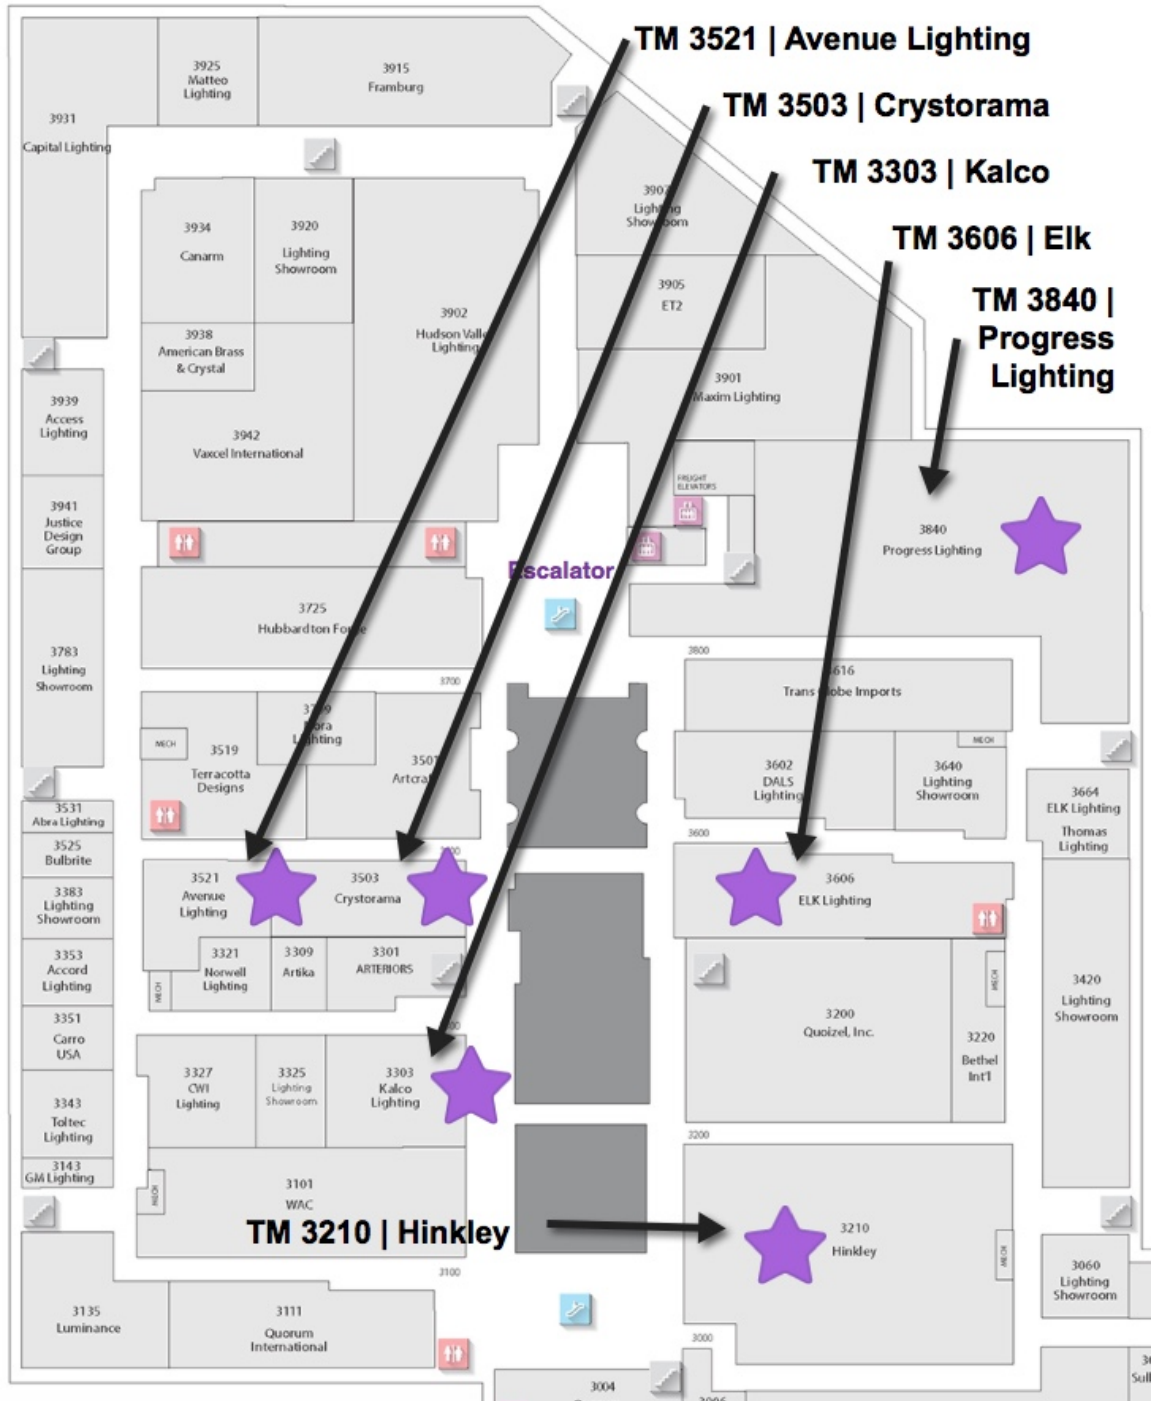 TM 3521 | Avenue Lighting
TM 3503 | Crystorama
TM 3303 | Kalco
TM 3606 | Elk
TM 3840 |
Progress
Lighting
3925
Matteo
Lighting
3915
Framburg
3931
Capital Lighting
3934
Canarm
3920
Lighting
Showroom
3907
Lighting
Showroom
3905
ET2
3902
Hudson Valley
Lighting
3938
American Brass
& Crystal
3901
Maxim Lighting
3939
Access
Lighting
3942
Vaxcel International
3941
Justice
Design
Group
FREIGHT
ELEVATORS
3840
Progress Lighting
Escalator
3725
Hubbardton Forge
3783
Lighting
Showroom
3800
3616
Trans Globe Imports
3700
Lighting
MECH
3519
Terracotta
Designs
3501
Artcraft
3602
DALS
Lighting
MECH
3640
Lighting
Showroom
3664
ELK Lighting
Thomas
Lighting
3531
Abra Lighting
3525
Bulbrite
3600
3521
Avenue
Lighting
3503
Crystorama
3606
ELK Lighting
3383
Lighting
Showroom
3353
Accord
Lighting
3321
Norwell
Lighting
3309
Artika
3301
ARTERIORS
MECH
MECH
3420
Lighting
Showroom
3351
Carro
USA
3200
Quoizel, Inc.
3220
Bethel
Int'l
3327
CWI
Lighting
3325
Lighting
Showroom
3303
Kalco
Lighting
3343
Toltec
Lighting
3200
3143
GM Lighting
MECH
3101
WAC
TM 3210 | Hinkley
3210
Hinkley
MECH
3060
Lighting
Showroom
3100
3135
Luminance
3111
Quorum
International
3000
3004